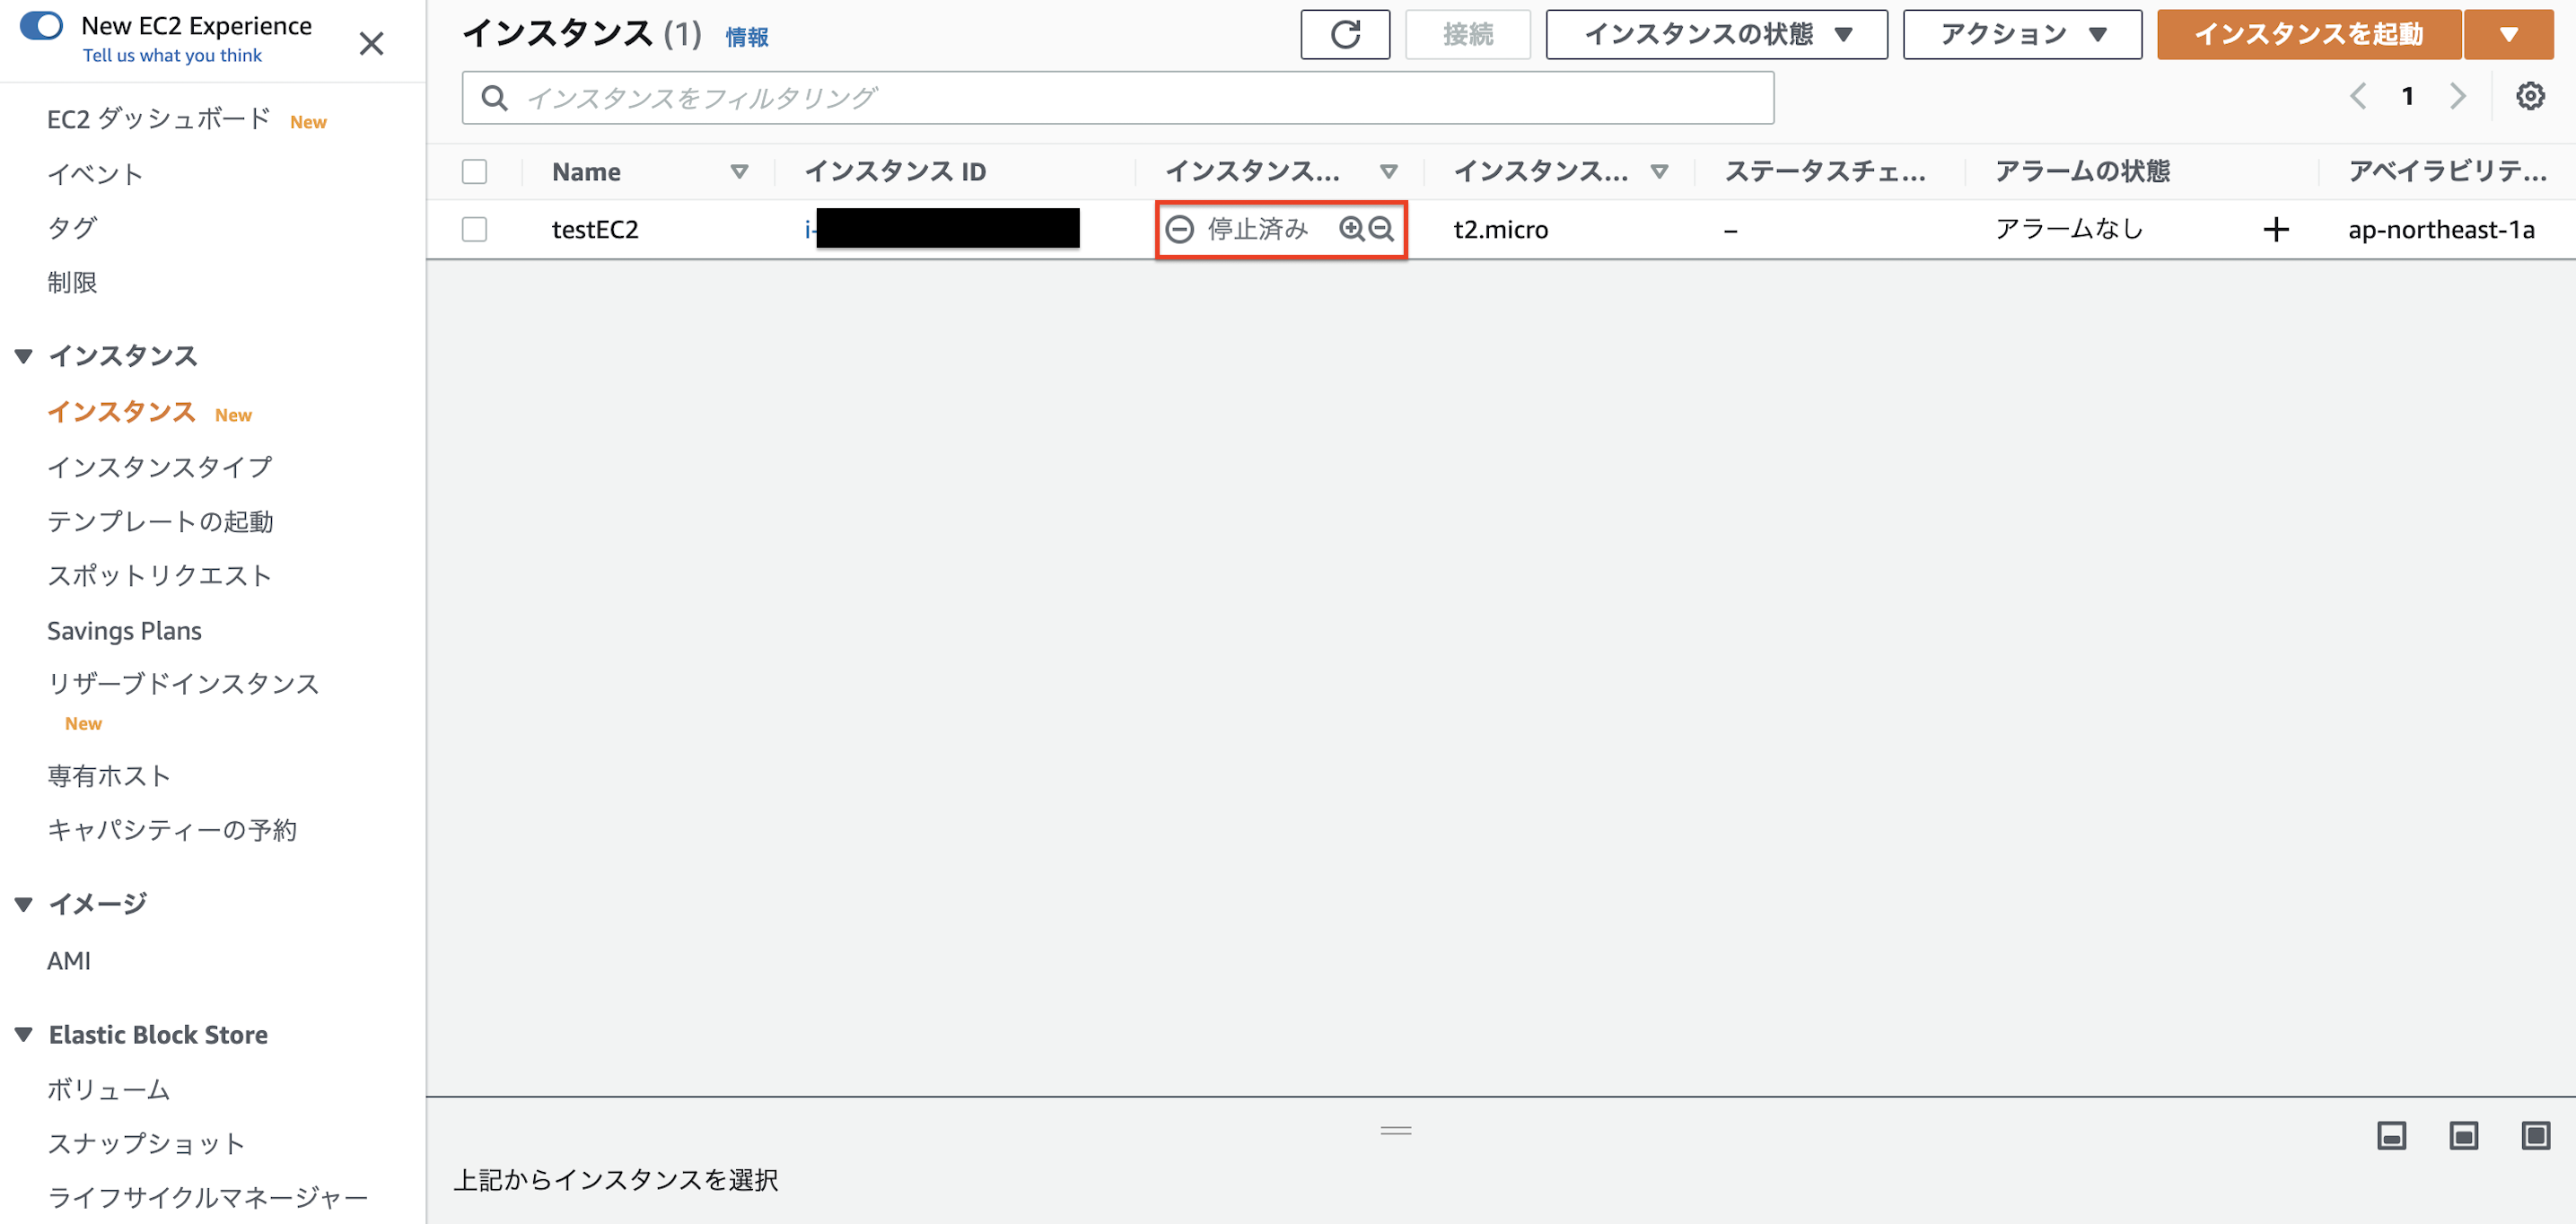 New EC2 Experience
Tell us what you think
EC2 ダッシュボード New
イベント
タグ
制限
インスタンス
インスタンス New
インスタンスタイプ
テンプレートの起動
スポットリクエスト
Savings Plans
リザーブドインスタンス
New
専有ホスト
キャパシティーの予約
イメージ
AMI
Elastic Block Store
ボリューム
スナップショット
ライフサイクルマネージャー
インスタンス (1) 情報
接続 インスタンスの状態 アクション インスタンスを起動
インスタンスをフィルタリング
1
Name インスタンス ID インスタンス... インスタンス... ステータスチェ... アラームの状態 アベイラビリテ...
testEC2 i- 停止済み t2.micro – アラームなし ap-northeast-1a
上記からインスタンスを選択